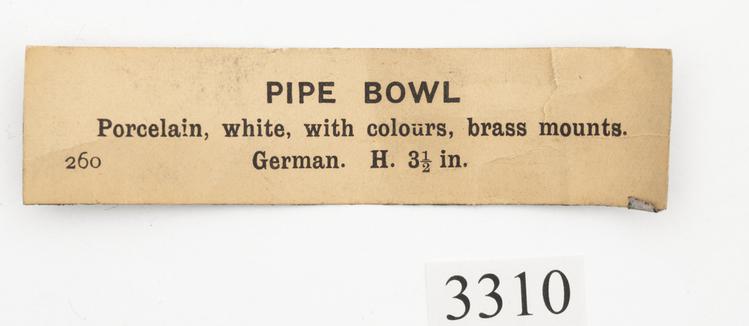 PIPE BOWL
Porcelain, white, with colours, brass mounts.
260 German. H. 3½ in.
3310